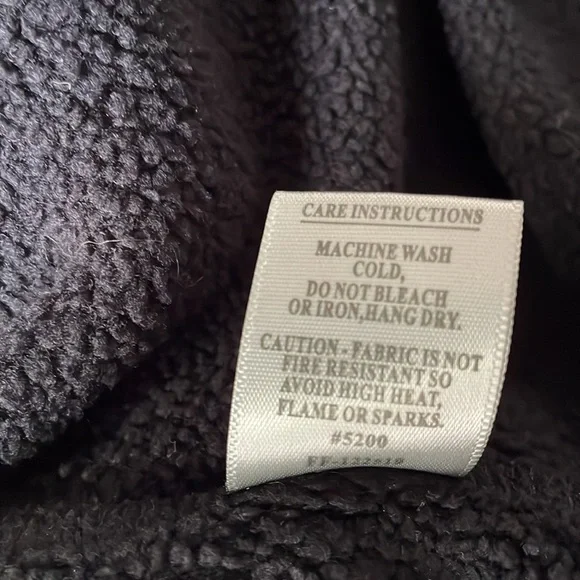 CARE INSTRUCTIONS
MACHINE WASH
COLD,
DO NOT BLEACH
OR IRON,HANG DRY.
CAUTION - FABRIC IS NOT
FIRE RESISTANT SO
AVOID HIGH HEAT,
FLAME OR SPARKS.
#5200